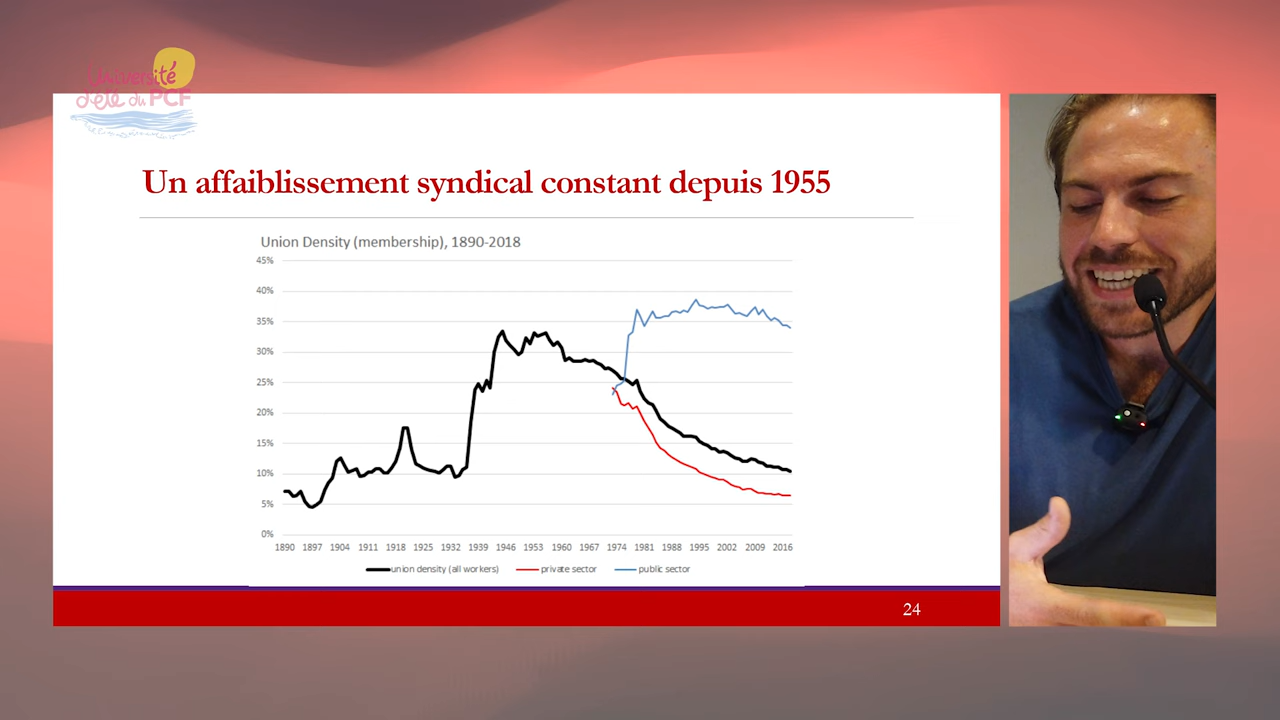 Université
d'été du PCF
Un affaiblissement syndical constant depuis 1955
Union Density (membership), 1890-2018
45%
40%
35%
30%
25%
20%
15%
10%
5%
0%
1890 1897 1904 1911 1918 1925 1932 1939 1946 1953 1960 1967 1974 1981 1988 1995 2002 2009 2016
union density (all workers) private sector public sector
24